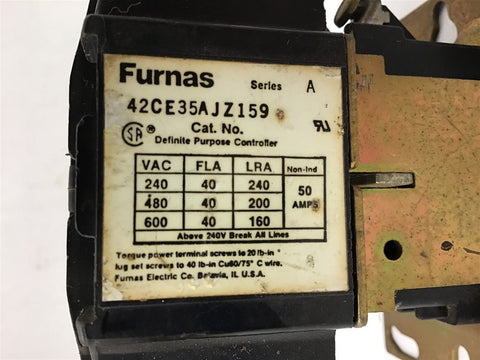 Furnas Series A
42CE35AJZ159
Cat. No.
Definite Purpose Controller
VAC FLA LRA Non-Ind
240 40 240 50
480 40 200 AMPS
600 40 160
Above 240V Break All Lines
Torque power terminal screws to 20 lb-in
lug set screws to 40 lb-in Cu60/75° C wire.
Furnas Electric Co. Batavia, IL U.S.A.